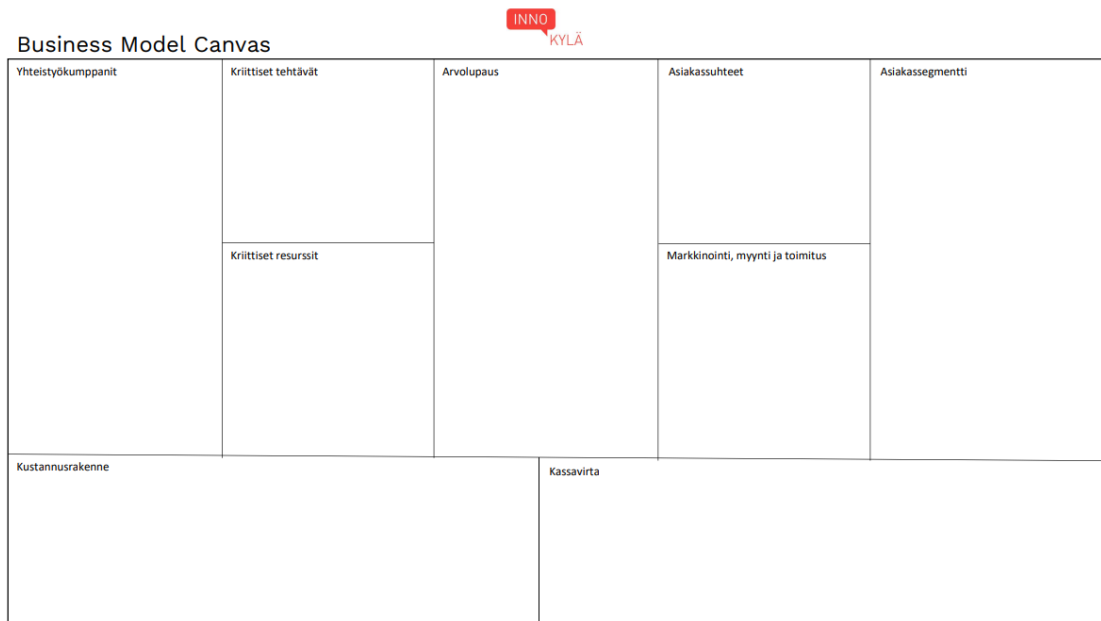 INNO
KYLÄ
Business Model Canvas
Yhteistyökumppanit
Kriittiset tehtävät
Arvolupaus
Asiakassuhteet
Asiakassegmentti
Kriittiset resurssit
Markkinointi, myynti ja toimitus
Kustannusrakenne
Kassavirta